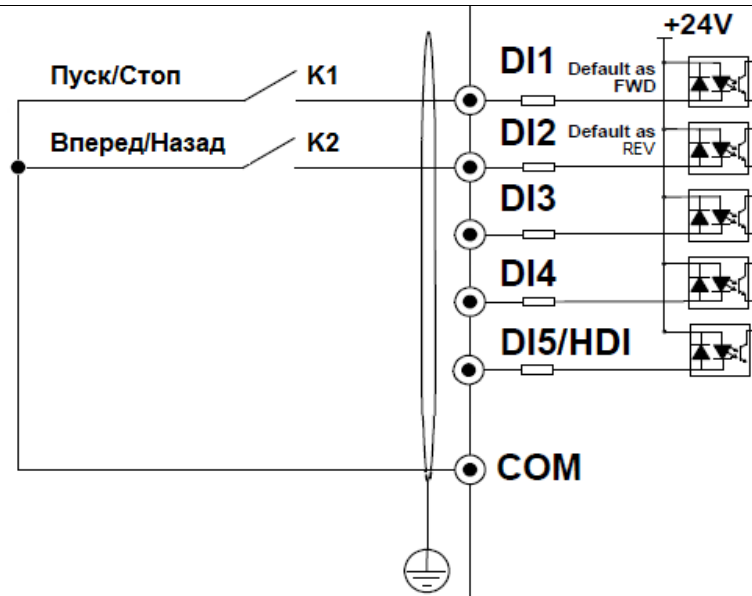 +24V
Пуск/Стоп
K1
DI1
Default as
FWD
Вперед/Назад
K2
DI2
Default as
REV
DI3
DI4
DI5/HDI
COM